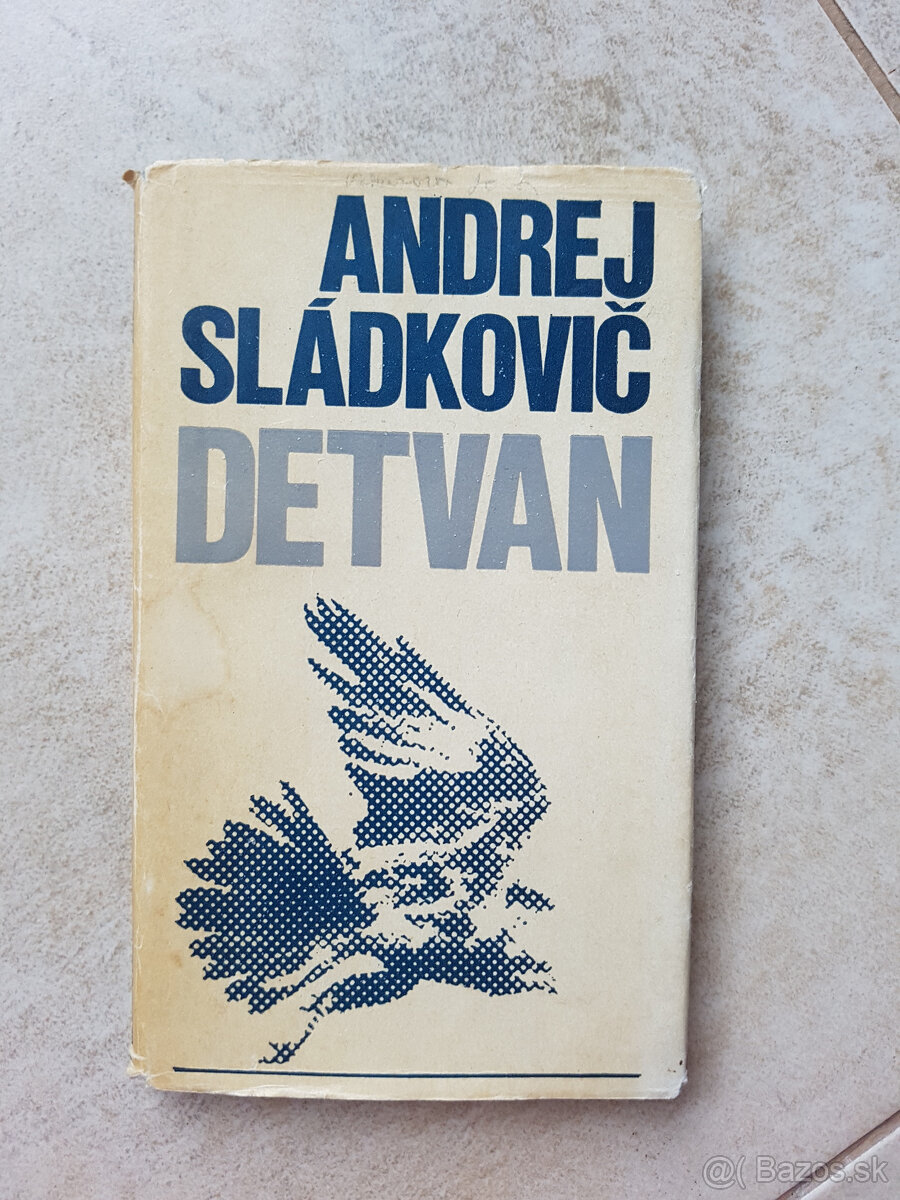 ANDREJ
SLÁDKOVIČ
DETVAN
@( Bazos.sk